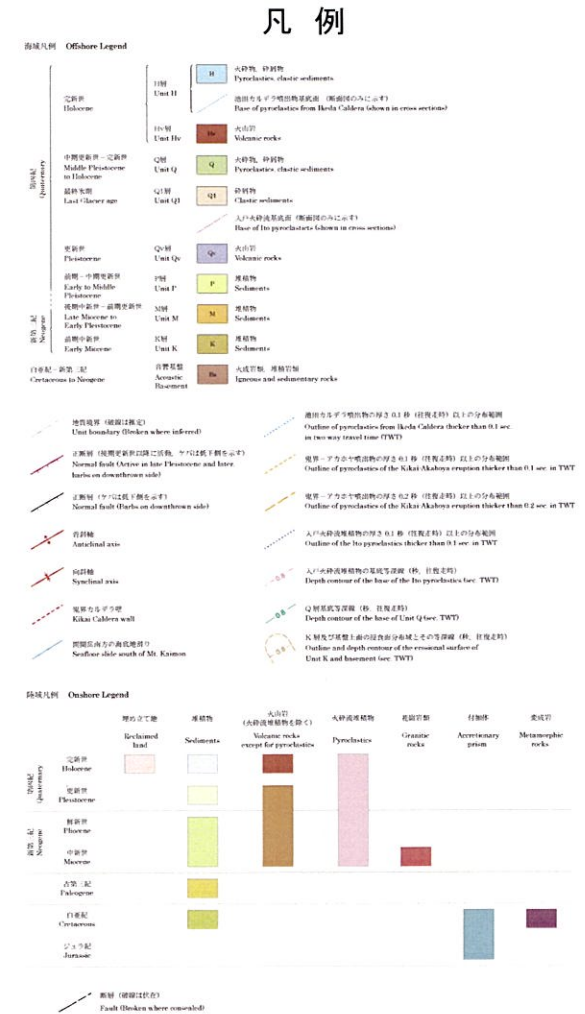 凡 例
海域凡例 Offshore Legend
第四紀
Quaternary
新第三紀
Neogene
完新世
Holocene
H層
Unit H
H
火砕物，砕屑物
Pyroclastics, clastic sediments
池田カルデラ噴出物基底面（断面図のみに示す）
Base of pyroclastics from Ikeda Caldera (shown in cross sections)
Hv層
Unit Hv
Hv
火山岩
Volcanic rocks
中期更新世－完新世
Middle Pleistocene
to Holocene
Q層
Unit Q
Q
火砕物，砕屑物
Pyroclastics, clastic sediments
最終氷期
Last Glacier age
Q1層
Unit Q1
Q1
砕屑物
Clastic sediments
入戸火砕流基底面（断面図のみに示す）
Base of Ito pyroclastics (shown in cross sections)
更新世
Pleistocene
Qv層
Unit Qv
Qv
火山岩
Volcanic rocks
前期－中期更新世
Early to Middle
Pleistocene
P層
Unit P
P
堆積物
Sediments
後期中新世－前期更新世
Late Miocene to
Early Pleistocene
M層
Unit M
M
堆積物
Sediments
前期中新世
Early Miocene
K層
Unit K
K
堆積物
Sediments
白亜紀－新第三紀
Cretaceous to Neogene
音響基盤
Acoustic
Basement
Bs
火成岩類，堆積岩類
Igneous and sedimentary rocks
地質境界（破線は推定）
Unit boundary (Broken where inferred)
正断層（後期更新世以降に活動，ケバは低下側を示す）
Normal fault (Active in late Pleistocene and later
barbs on downthrown side)
正断層（ケバは低下側を示す）
Normal fault (Barbs on downthrown side)
背斜軸
Anticlinal axis
向斜軸
Synclinal axis
鬼界カルデラ壁
Kikai Caldera wall
開聞岳南方の海底地滑り
Seafloor slide south of Mt. Kaimon
池田カルデラ噴出物の厚さ 0.1 秒（往復走時）以上の分布範囲
Outline of pyroclastics from Ikeda Caldera thicker than 0.1 sec.
in two way travel time (TWT)
鬼界－アカホヤ噴出物の厚さ 0.1 秒（往復走時）以上の分布範囲
Outline of pyroclastics of the Kikai-Akahoya eruption thicker than 0.1 sec. in TWT
鬼界－アカホヤ噴出物の厚さ 0.2 秒（往復走時）以上の分布範囲
Outline of pyroclastics of the Kikai-Akahoya eruption thicker than 0.2 sec. in TWT
入戸火砕流堆積物の厚さ 0.1 秒（往復走時）以上の分布範囲
Outline of the Ito pyroclastics thicker than 0.1 sec. in TWT
0.8
入戸火砕流堆積物の基底等深線（秒，往復走時）
Depth contour of the base of the Ito pyroclastics (sec. TWT)
0.8
Q 層基底等深線（秒，往復走時）
Depth contour of the base of Unit Q (sec. TWT)
0.8
K 層及び基盤上面の浸食面分布域とその等深線（秒，往復走時）
Outline and depth contour of the erosional surface of
Unit K and basement (sec. TWT)
陸域凡例 Onshore Legend
埋め立て地
Reclaimed
land
堆積物
Sediments
火山岩
（火砕流堆積物を除く）
Volcanic rocks
except for pyroclastics
火砕流堆積物
Pyroclastics
花崗岩類
Granitic
rocks
付加体
Accretionary
prism
変成岩
Metamorphic
rocks
第四紀
Quaternary
完新世
Holocene
更新世
Pleistocene
新第三紀
Neogene
鮮新世
Pliocene
中新世
Miocene
古第三紀
Paleogene
白亜紀
Cretaceous
ジュラ紀
Jurassic
断層（破線は伏在）
Fault (Broken where concealed)